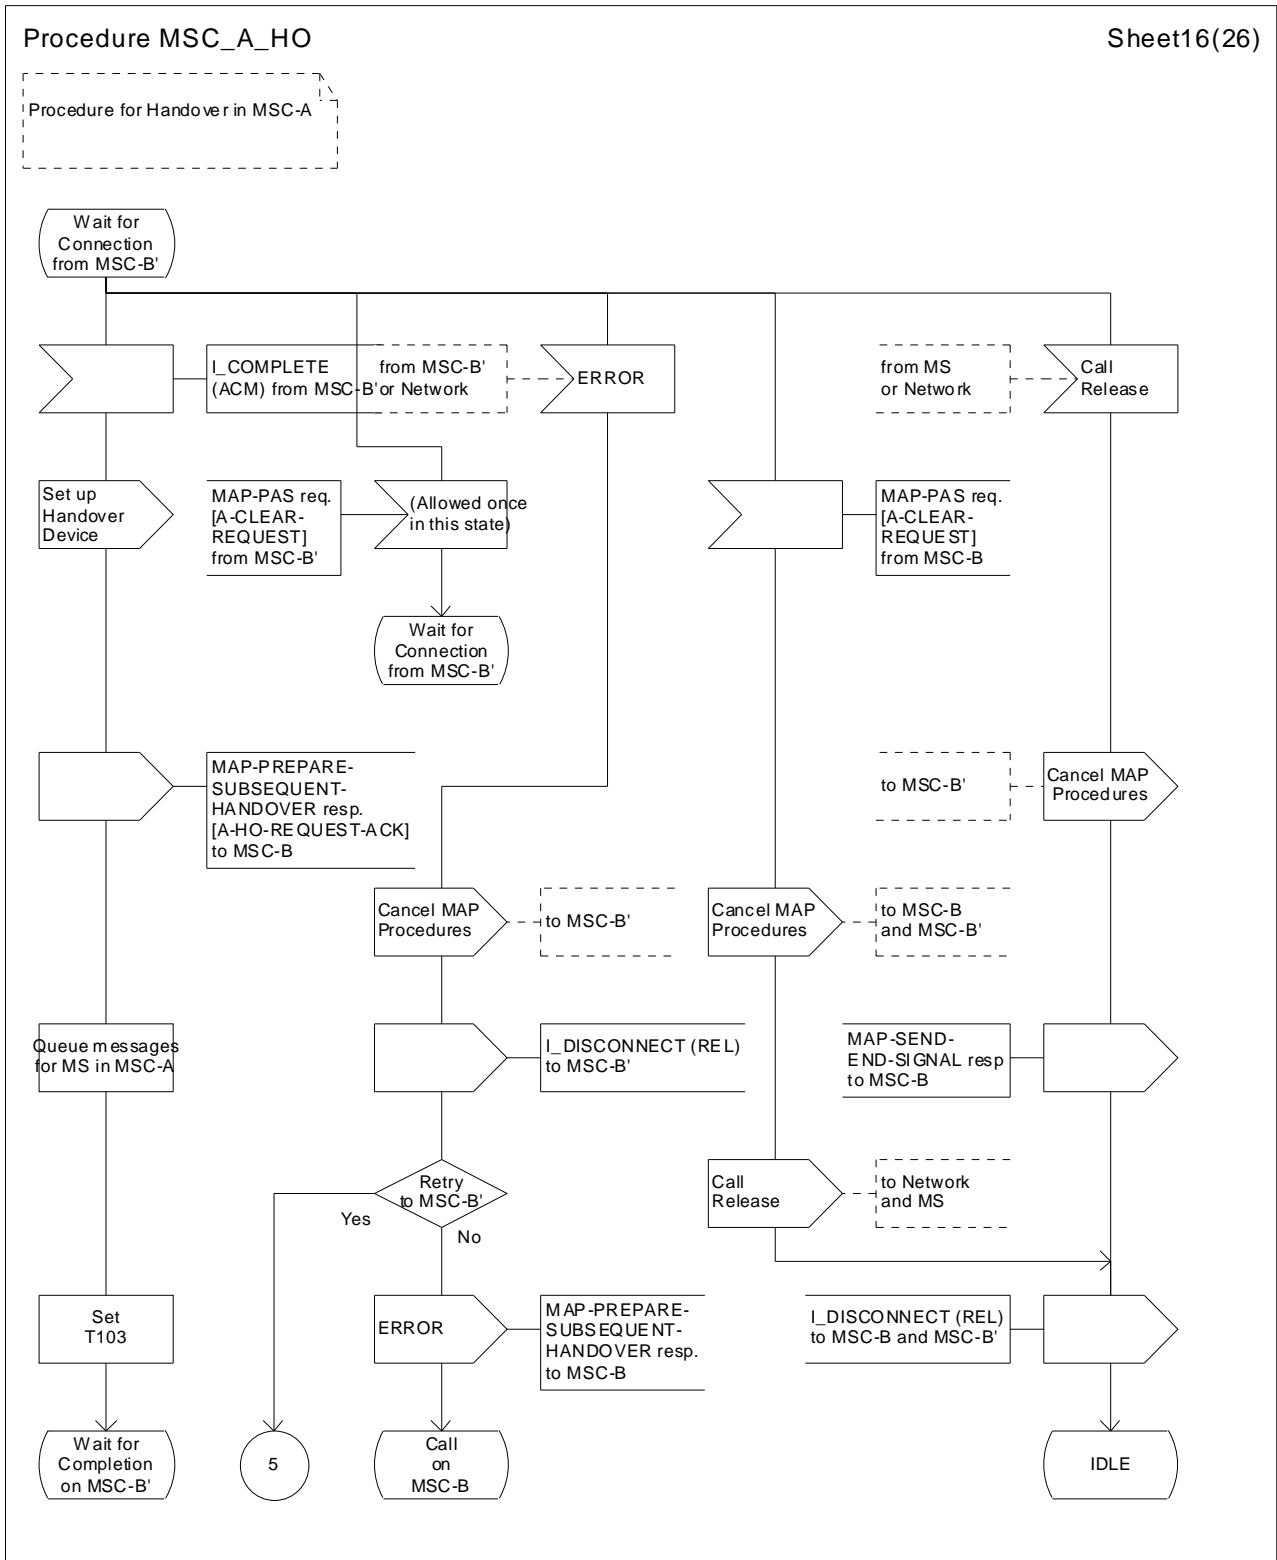 Procedure MSC_A_HO
Sheet16(26)
Procedure for Handover in MSC-A
Wait for
Connection
from MSC-B'
I_COMPLETE
(ACM) from MSC-B'
from MSC-B'
or Network
ERROR
from MS
or Network
Call
Release
Set up
Handover
Device
MAP-PAS req.
[A-CLEAR-
REQUEST]
from MSC-B'
(Allowed once
in this state)
MAP-PAS req.
[A-CLEAR-
REQUEST]
from MSC-B
Wait for
Connection
from MSC-B'
MAP-PREPARE-
SUBSEQUENT-
HANDOVER resp.
[A-HO-REQUEST-ACK]
to MSC-B
to MSC-B'
Cancel MAP
Procedures
Cancel MAP
Procedures
to MSC-B'
Cancel MAP
Procedures
to MSC-B
and MSC-B'
Queue messages
for MS in MSC-A
I_DISCONNECT (REL)
to MSC-B'
MAP-SEND-
END-SIGNAL resp
to MSC-B
Retry
to MSC-B'
Yes
No
Call
Release
to Network
and MS
Set
T103
ERROR
MAP-PREPARE-
SUBSEQUENT-
HANDOVER resp.
to MSC-B
I_DISCONNECT (REL)
to MSC-B and MSC-B'
Wait for
Completion
on MSC-B'
5
Call
on
MSC-B
IDLE